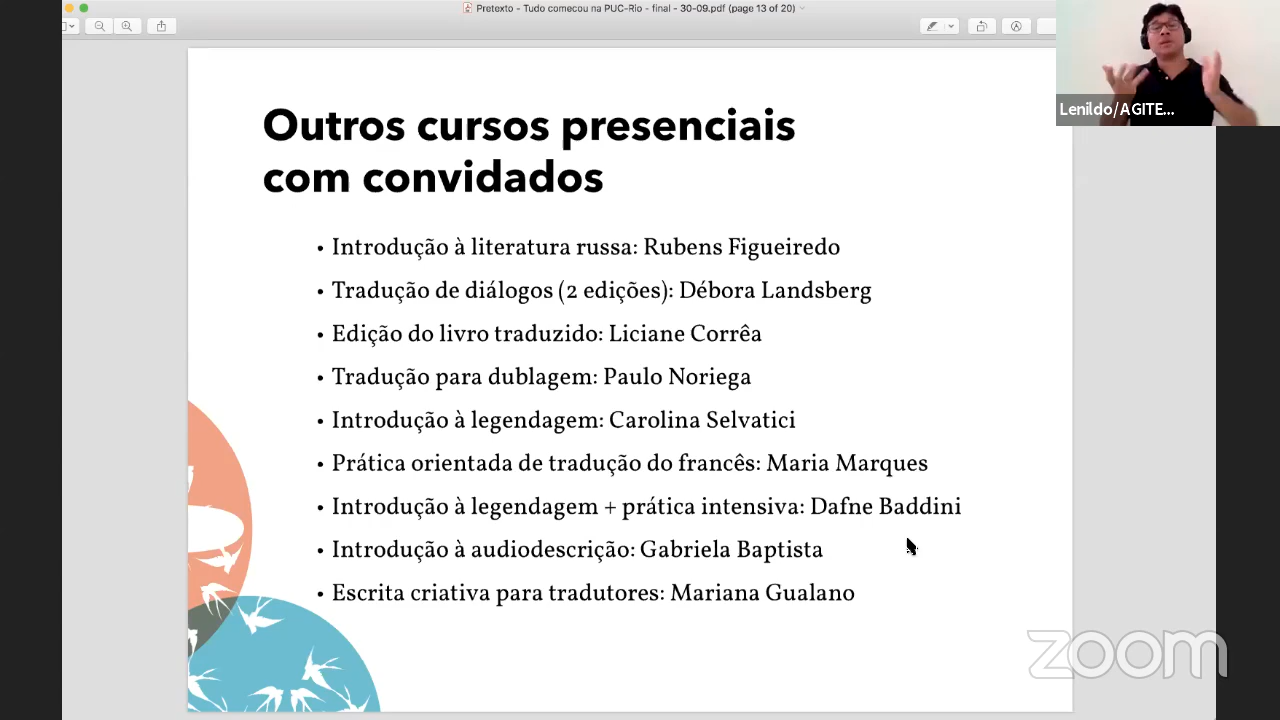 Pretexto - Tudo comecou na PUC-Rio - final - 30-09.pdf (page 13 of 20)
Lenildo/AGITE...
Outros cursos presenciais
com convidados
• Introdução à literatura russa: Rubens Figueiredo
• Tradução de diálogos (2 edições): Débora Landsberg
• Edição do livro traduzido: Liciane Corrêa
• Tradução para dublagem: Paulo Noriega
• Introdução à legendagem: Carolina Selvatici
• Prática orientada de tradução do francês: Maria Marques
• Introdução à legendagem + prática intensiva: Dafne Baddini
• Introdução à audiodescrição: Gabriela Baptista
• Escrita criativa para tradutores: Mariana Gualano
zoom